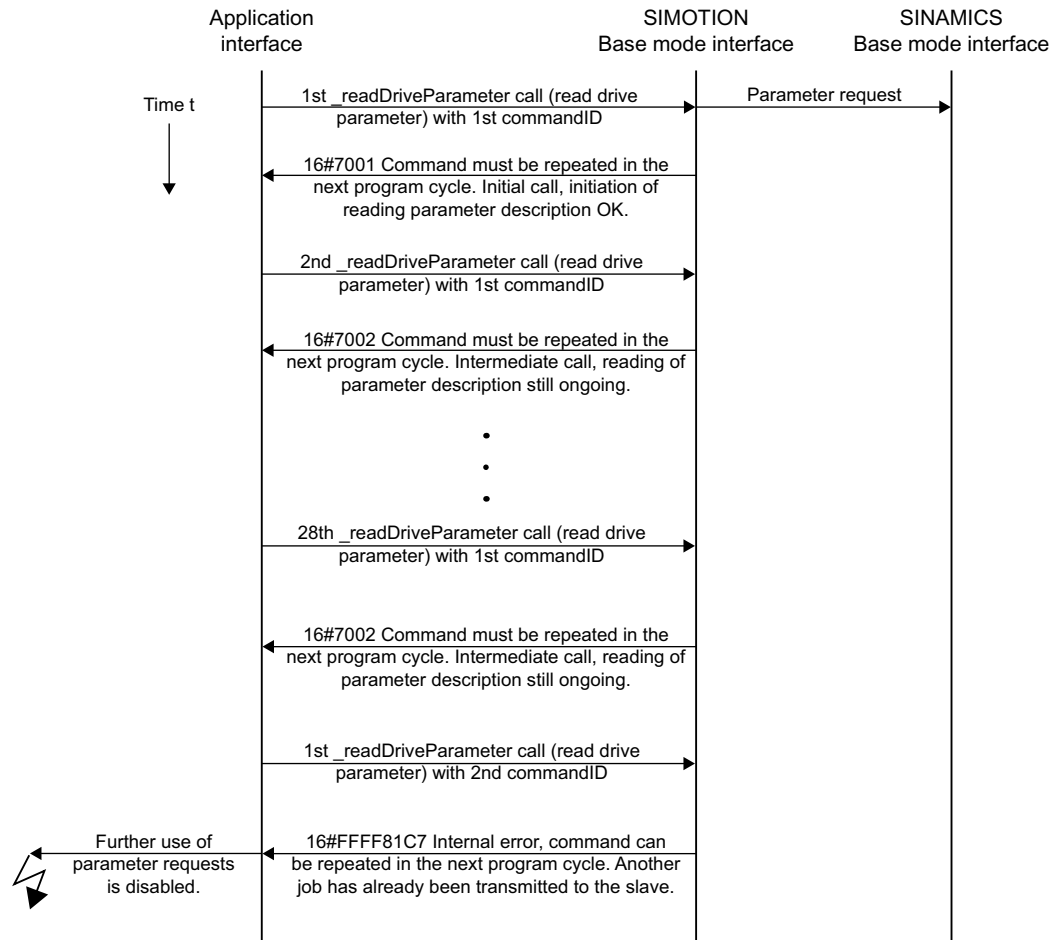 Application
interface
SIMOTION
Base mode interface
SINAMICS
Base mode interface
Time t
1st _readDriveParameter call (read drive
parameter) with 1st commandID
Parameter request
16#7001 Command must be repeated in the
next program cycle. Initial call, initiation of
reading parameter description OK.
2nd _readDriveParameter call (read drive
parameter) with 1st commandID
16#7002 Command must be repeated in the
next program cycle. Intermediate call, reading of
parameter description still ongoing.
28th _readDriveParameter call (read drive
parameter) with 1st commandID
16#7002 Command must be repeated in the
next program cycle. Intermediate call, reading of
parameter description still ongoing.
1st _readDriveParameter call (read drive
parameter) with 2nd commandID
Further use of
parameter requests
is disabled.
16#FFFF81C7 Internal error, command can
be repeated in the next program cycle. Another
job has already been transmitted to the slave.